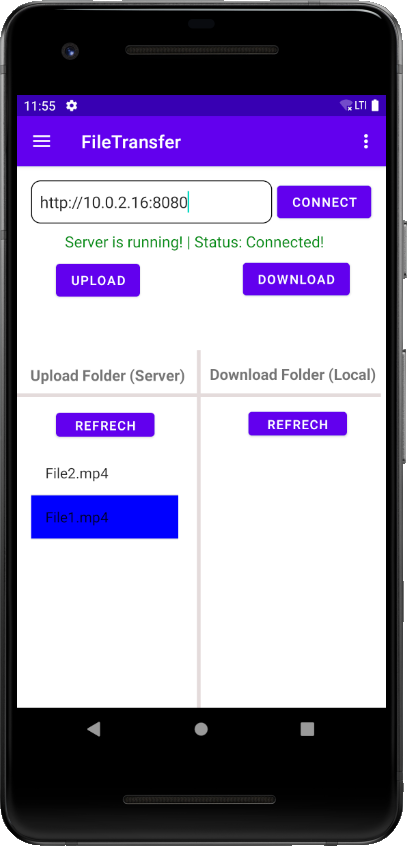 11:55 LTE
FileTransfer
http://10.0.2.16:8080 CONNECT
Server is running! | Status: Connected!
UPLOAD DOWNLOAD
Upload Folder (Server) Download Folder (Local)
REFRECH REFRECH
File2.mp4
File1.mp4